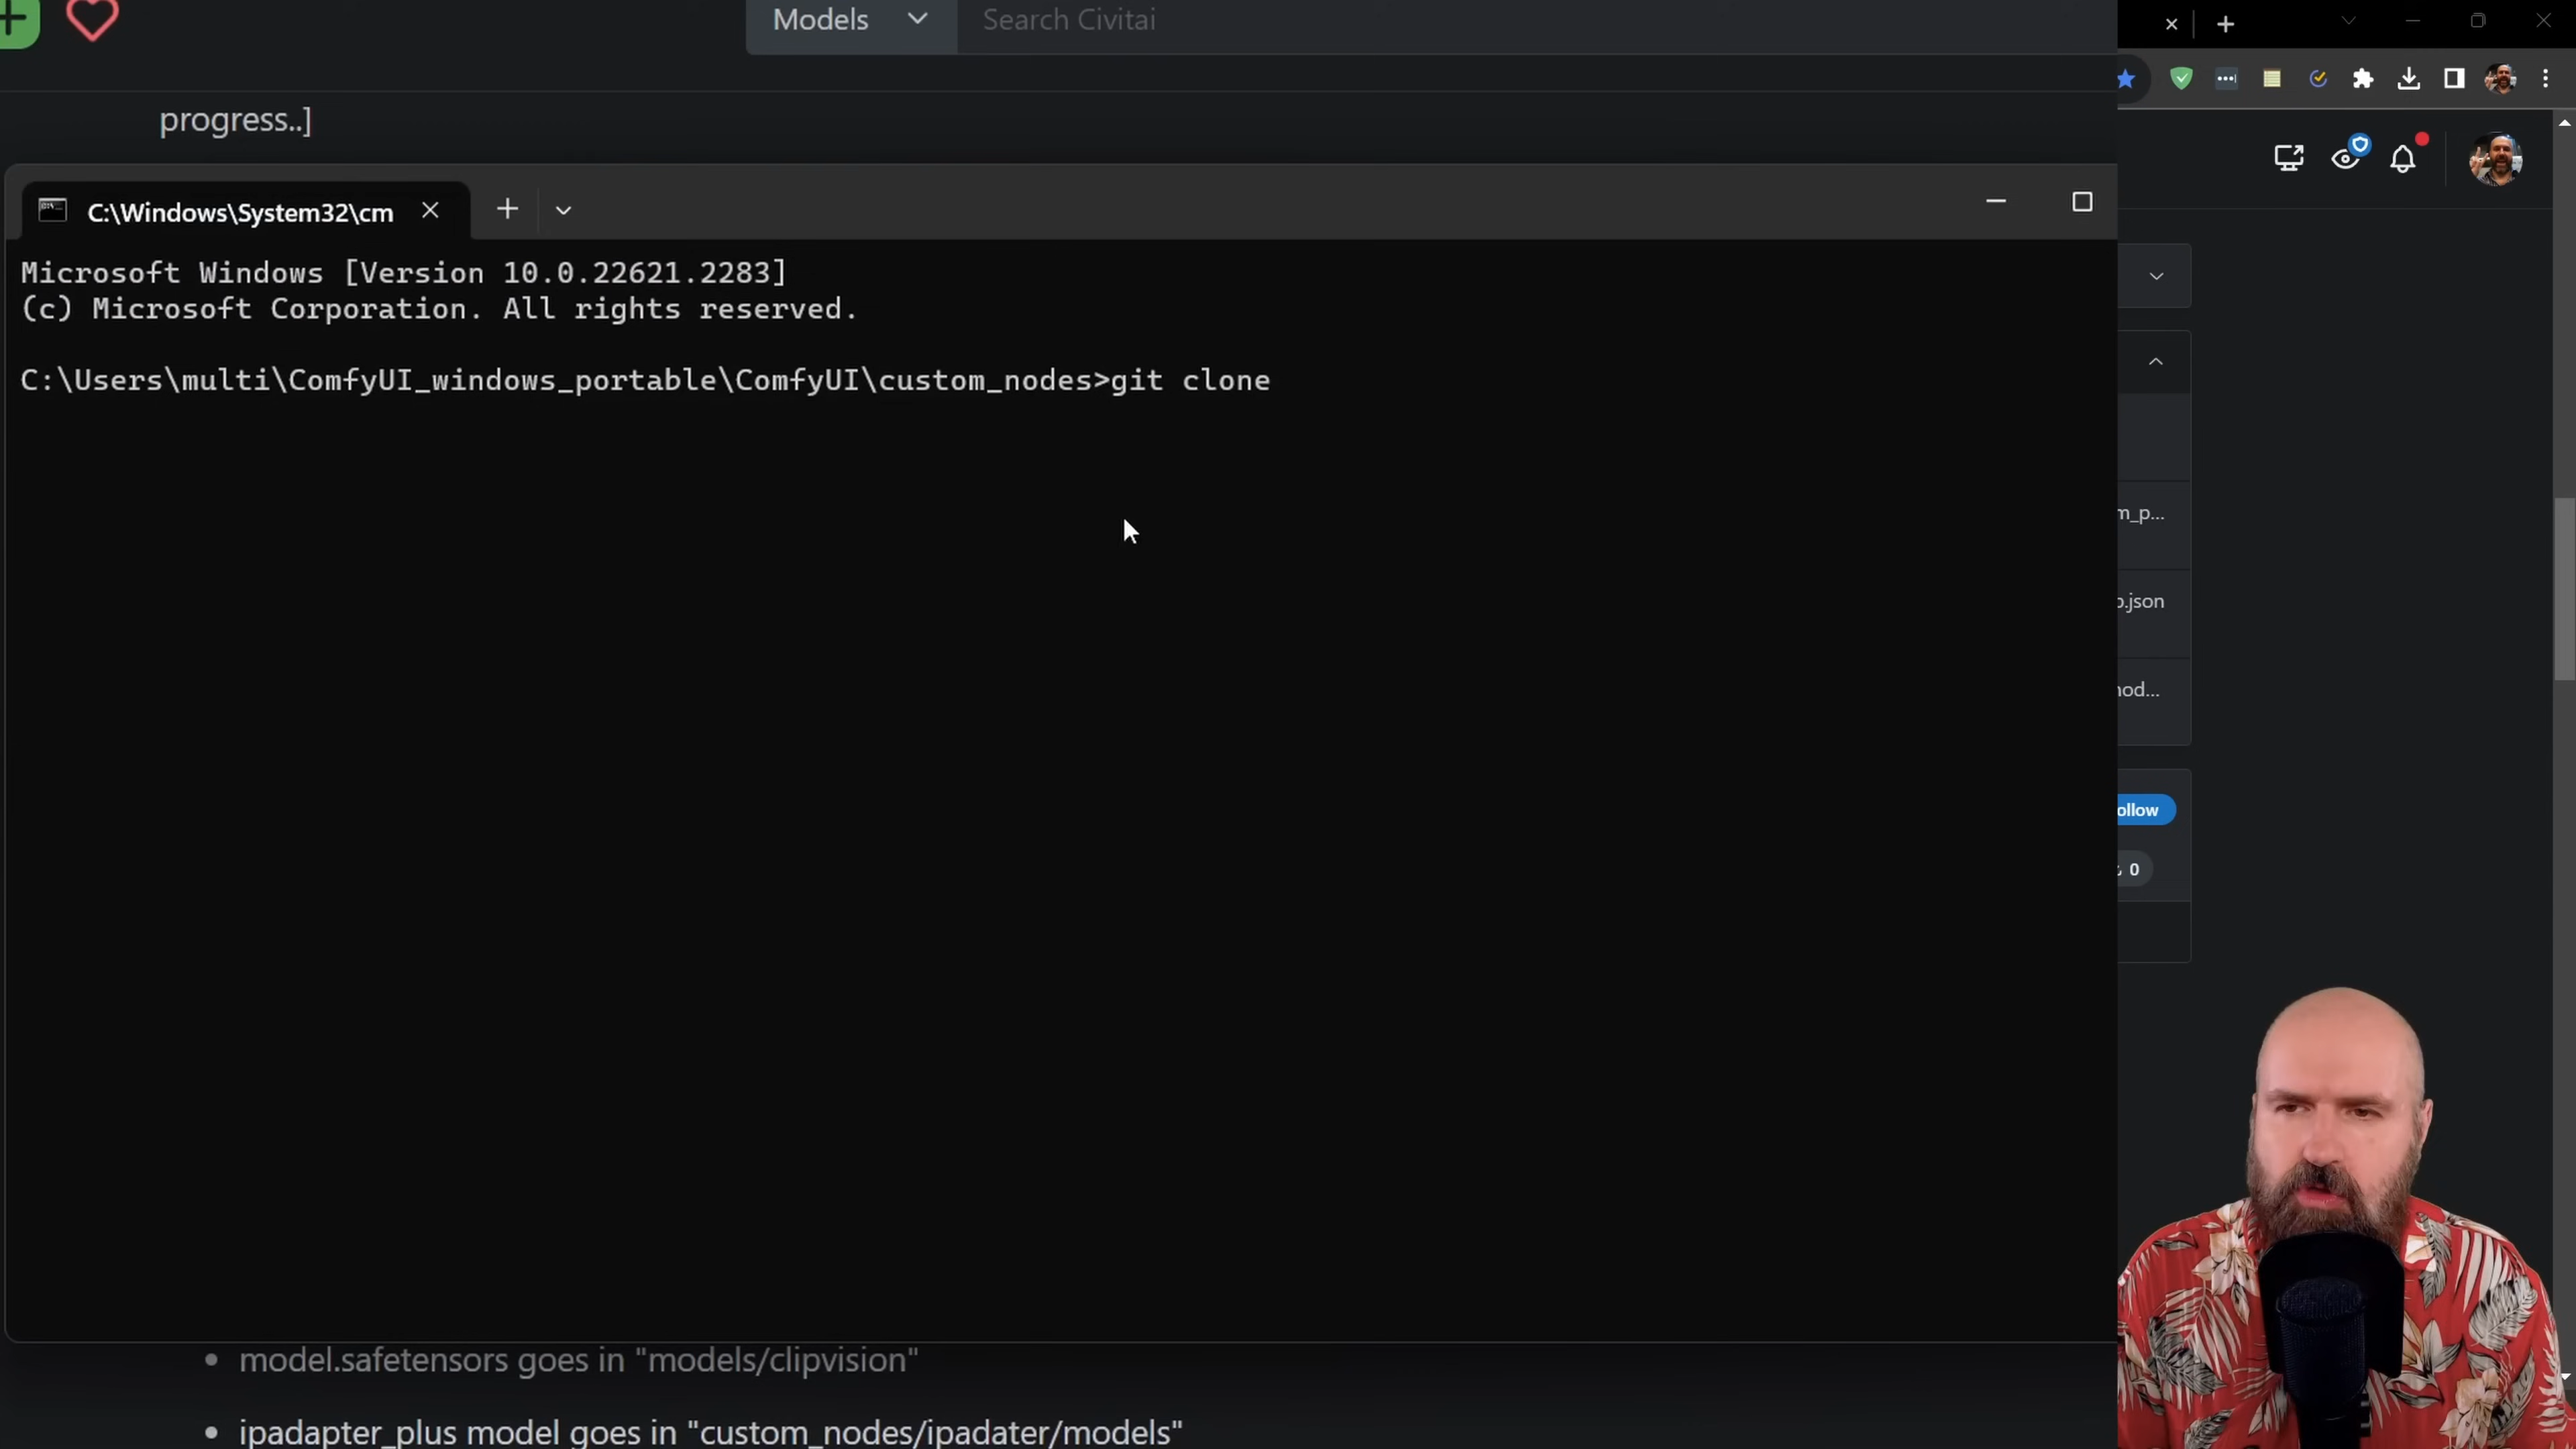 Models
Search Civitai
progress..]
C:\Windows\System32\cm
Microsoft Windows [Version 10.0.22621.2283]
(c) Microsoft Corporation. All rights reserved.
C:\Users\multi\ComfyUI_windows_portable\ComfyUI\custom_nodes>git clone
m_p...
.json
nod...
ollow
0
model.safetensors goes in "models/clipvision"
ipadapter_plus model goes in "custom_nodes/ipadater/models"